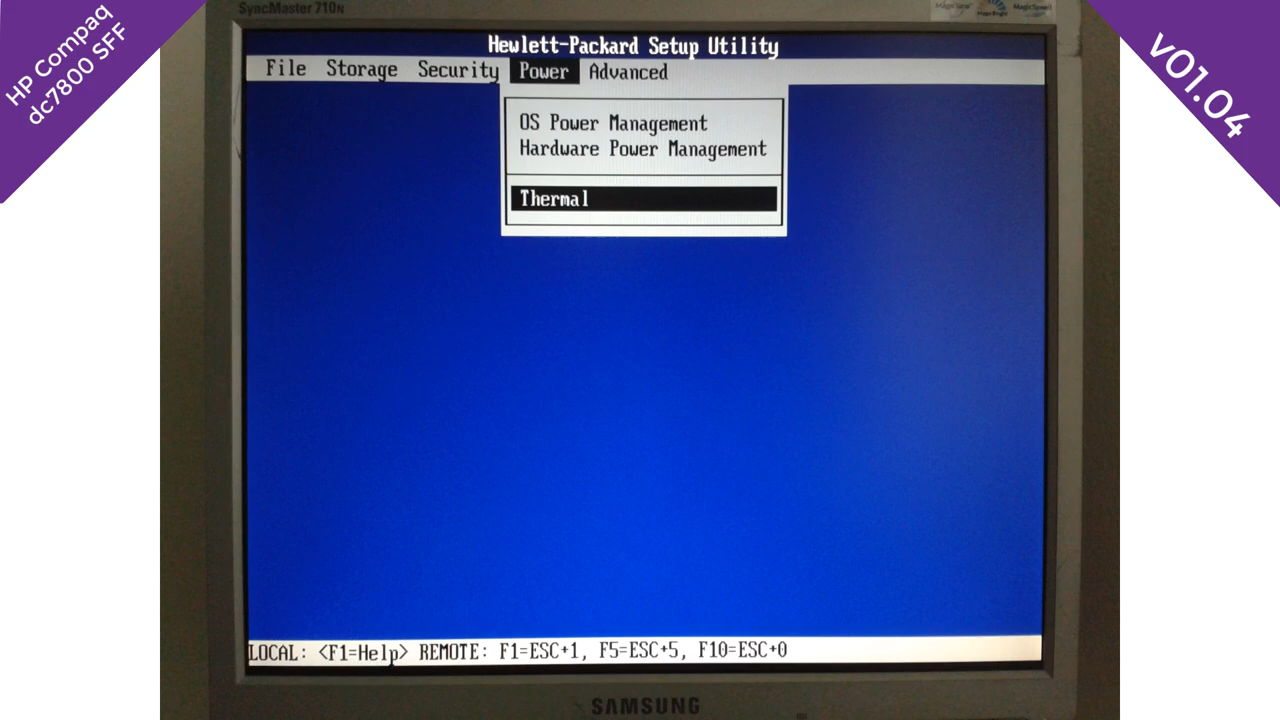 HP Compaq
dc7800 SFF
v01.04
SyncMaster 710N
MagicBright
MagicSpeed
Hewlett-Packard Setup Utility
File Storage Security Power Advanced
OS Power Management
Hardware Power Management
Thermal
LOCAL: <F1=Help> REMOTE: F1=ESC+1, F5=ESC+5, F10=ESC+0
SAMSUNG